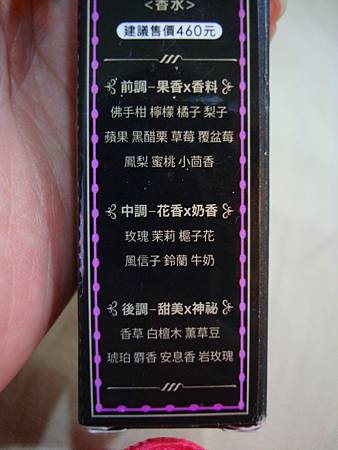 <香水>
建議售價460元
前調–果香x香料
佛手柑 檸檬 橘子 梨子
蘋果 黑醋栗 草莓 覆盆莓
鳳梨 蜜桃 小茴香
中調–花香x奶香
玫瑰 茉莉 梔子花
風信子 鈴蘭 牛奶
後調–甜美x神祕
香草 白檀木 薰草豆
琥珀 麝香 安息香 岩玫瑰